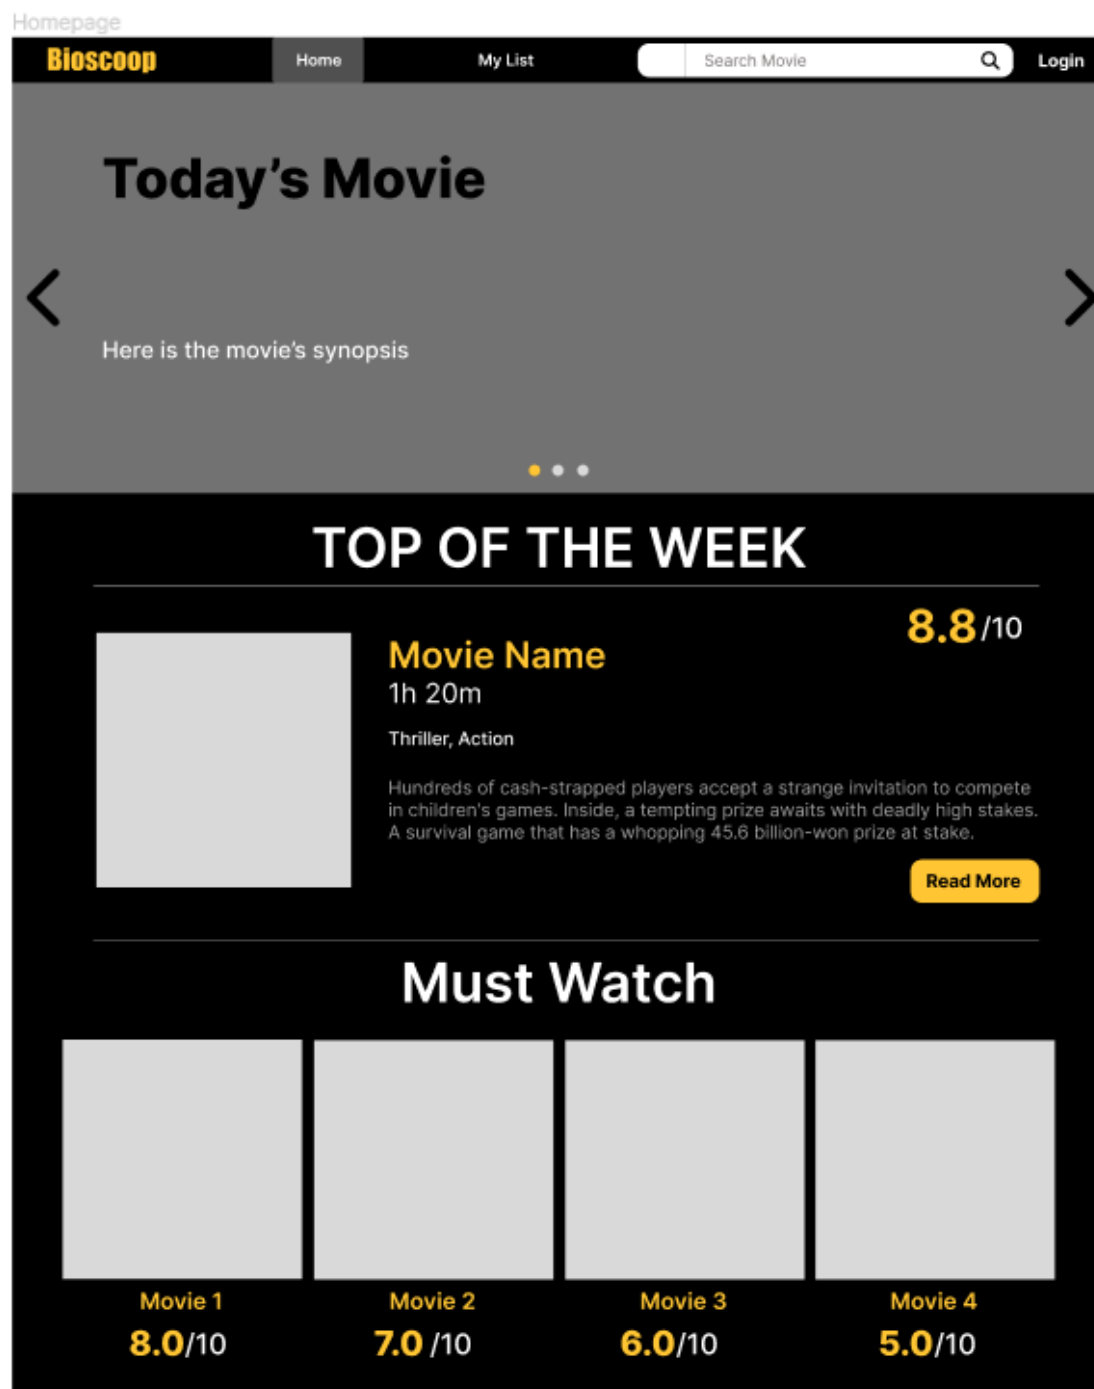 Homepage
Bioscoop Home My List Search Movie Login
Today’s Movie
Here is the movie’s synopsis
TOP OF THE WEEK
8.8/10
Movie Name
1h 20m
Thriller, Action
Hundreds of cash-strapped players accept a strange invitation to compete
in children's games. Inside, a tempting prize awaits with deadly high stakes.
A survival game that has a whopping 45.6 billion-won prize at stake.
Read More
Must Watch
Movie 1 Movie 2 Movie 3 Movie 4
8.0/10 7.0 /10 6.0/10 5.0/10